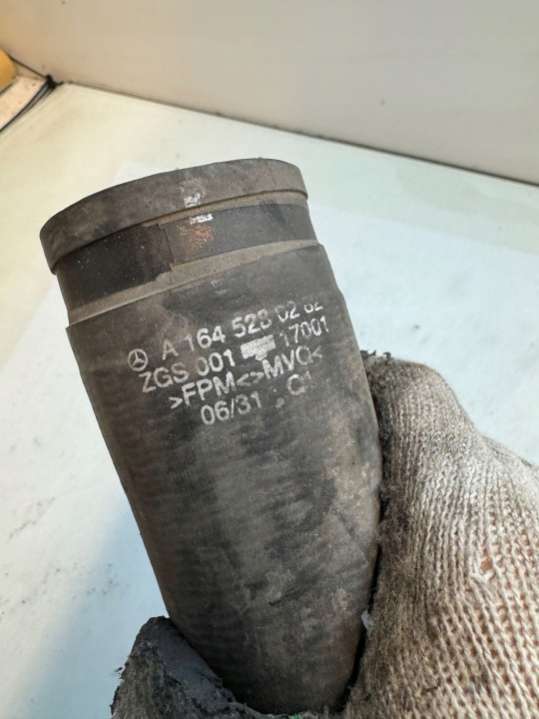 A 164 528 02 82
ZGS 001 17001
>FPM<>MVQ<
06/31 . C1